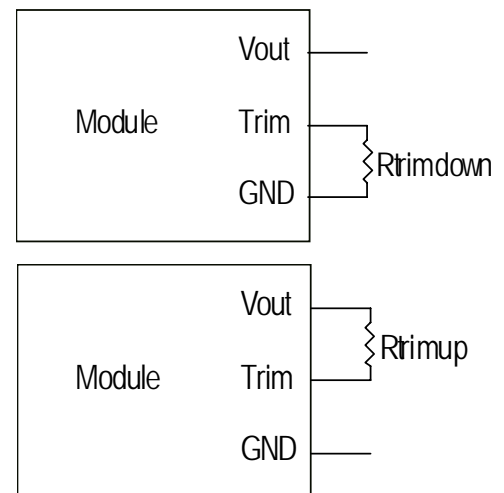 Vout
Module Trim
Rtrimdown
GND
Vout
Rtrimup
Module Trim
GND